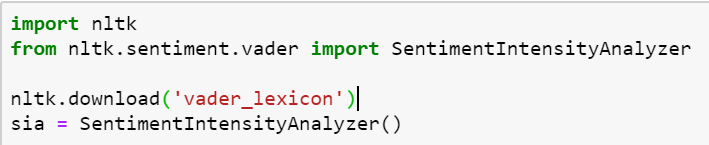 import nltk
from nltk.sentiment.vader import SentimentIntensityAnalyzer
nltk.download('vader_lexicon')
sia = SentimentIntensityAnalyzer()